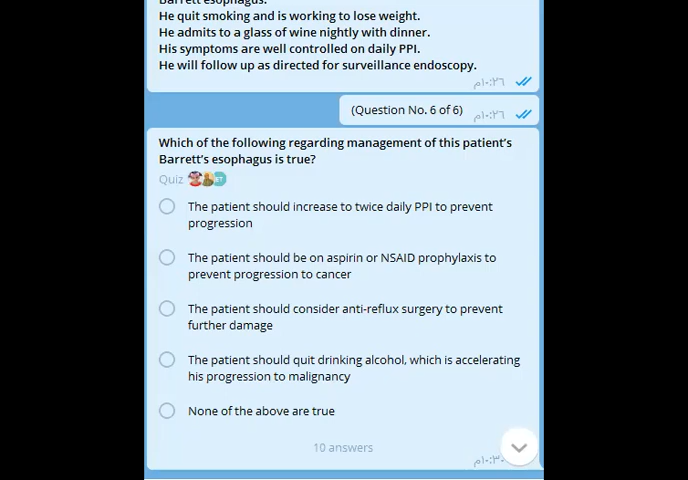 Barrett esophagus.
He quit smoking and is working to lose weight.
He admits to a glass of wine nightly with dinner.
His symptoms are well controlled on daily PPI.
He will follow up as directed for surveillance endoscopy.
١٠:٢٦م
(Question No. 6 of 6)
١٠:٢٦م
Which of the following regarding management of this patient’s
Barrett’s esophagus is true?
Quiz
ET
The patient should increase to twice daily PPI to prevent
progression
The patient should be on aspirin or NSAID prophylaxis to
prevent progression to cancer
The patient should consider anti-reflux surgery to prevent
further damage
The patient should quit drinking alcohol, which is accelerating
his progression to malignancy
None of the above are true
10 answers